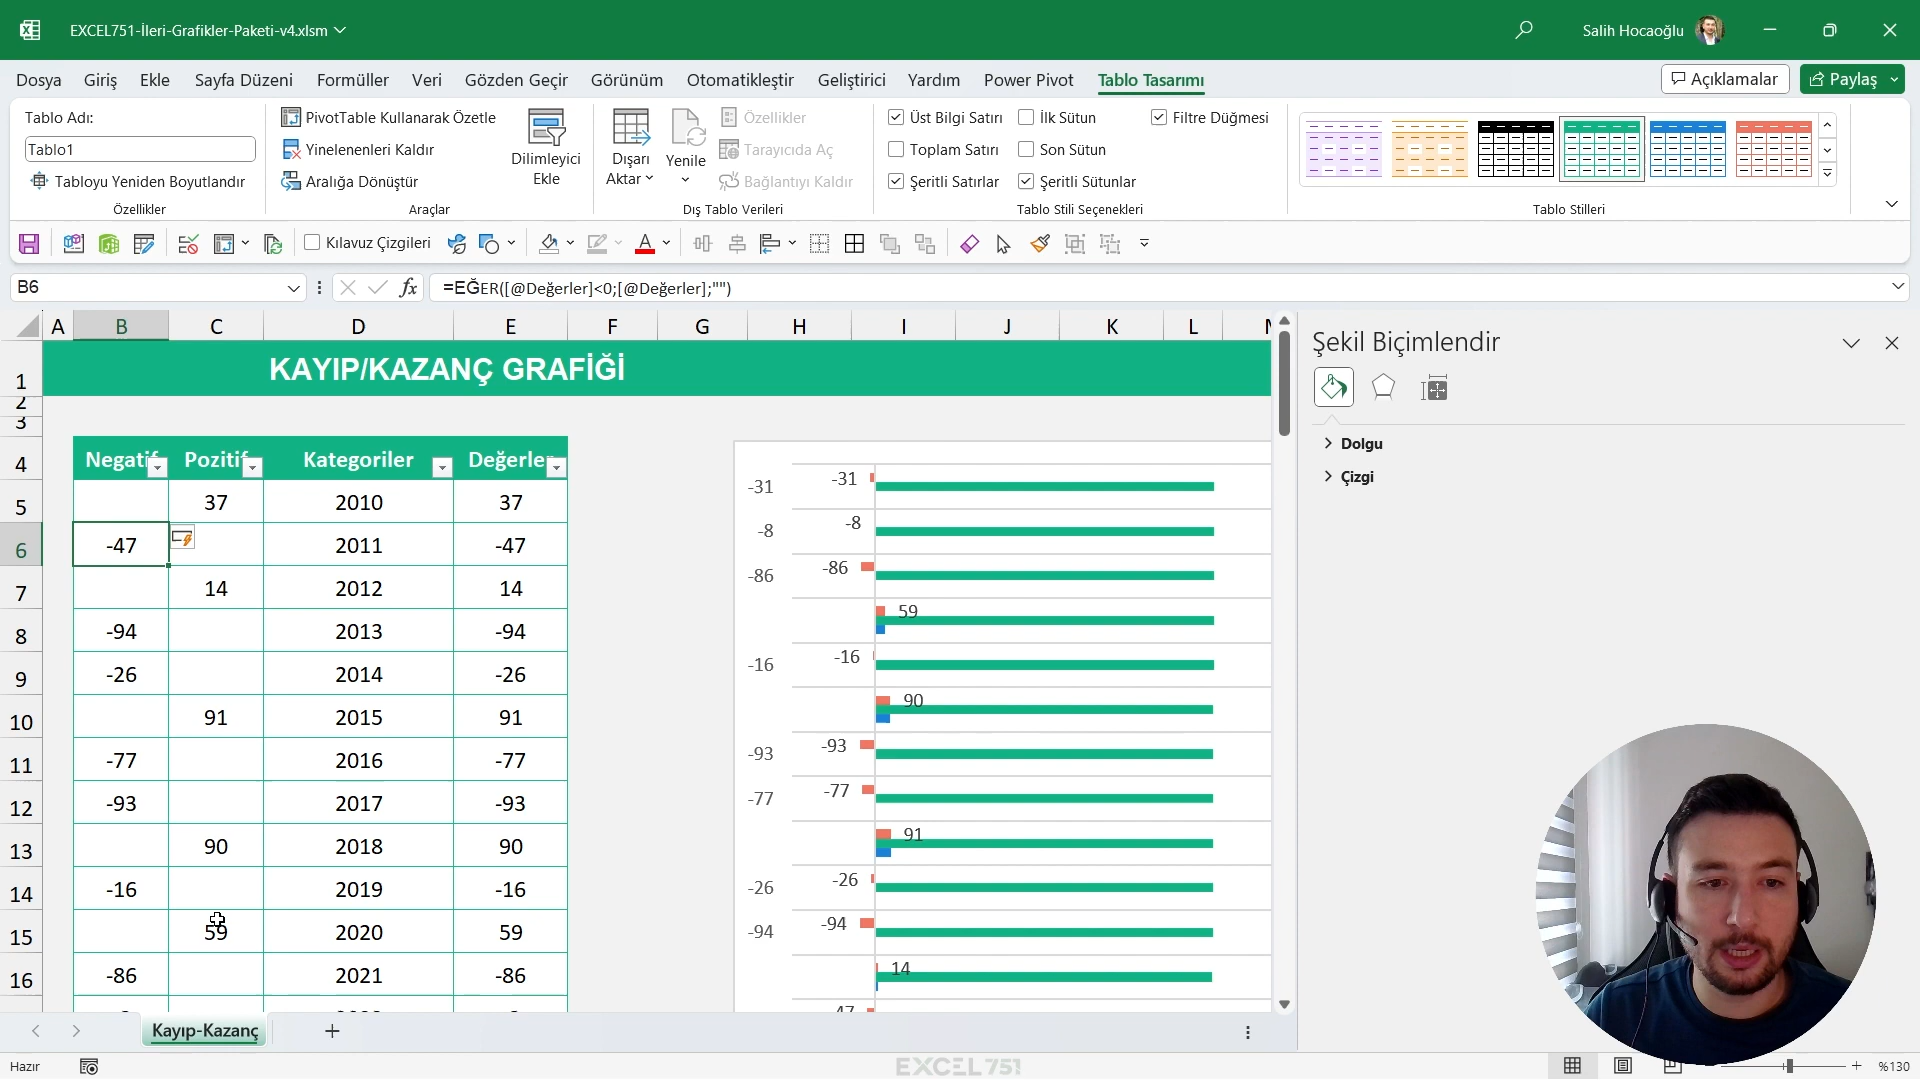 EXCEL751-İleri-Grafikler-Paketi-v4.xlsm
Salih Hocaoğlu
Dosya Giriş Ekle Sayfa Düzeni Formüller Veri Gözden Geçir Görünüm Otomatikleştir Geliştirici Yardım Power Pivot Tablo Tasarımı
Açıklamalar Paylaş
Tablo Adı:
Tablo1
Tabloyu Yeniden Boyutlandır
Özellikler
PivotTable Kullanarak Özetle
Yinelenenleri Kaldır
Aralığa Dönüştür
Dilimleyici
Ekle
Araçlar
Dışarı
Aktar
Yenile
Özellikler
Tarayıcıda Aç
Bağlantıyı Kaldır
Dış Tablo Verileri
Üst Bilgi Satırı
Toplam Satırı
Şeritli Satırlar
İlk Sütun
Son Sütun
Şeritli Sütunlar
Filtre Düğmesi
Tablo Stili Seçenekleri
Tablo Stilleri
Kılavuz Çizgileri
B6
fx
=EĞER([@Değerler]<0;[@Değerler];"")
A B C D E F G H I J K L
1 KAYIP/KAZANÇ GRAFİĞİ
2
3
4 Negatif Pozitif Kategoriler Değerler
5 37 2010 37
6 -47 2011 -47
7 14 2012 14
8 -94 2013 -94
9 -26 2014 -26
10 91 2015 91
11 -77 2016 -77
12 -93 2017 -93
13 90 2018 90
14 -16 2019 -16
15 59 2020 59
16 -86 2021 -86
-31 -31
-8 -8
-86 -86
59
-16 -16
90
-93 -93
-77 -77
91
-26 -26
-94 -94
14
Şekil Biçimlendir
Dolgu
Çizgi
Kayıp-Kazanç
Hazır
EXCEL751
%130